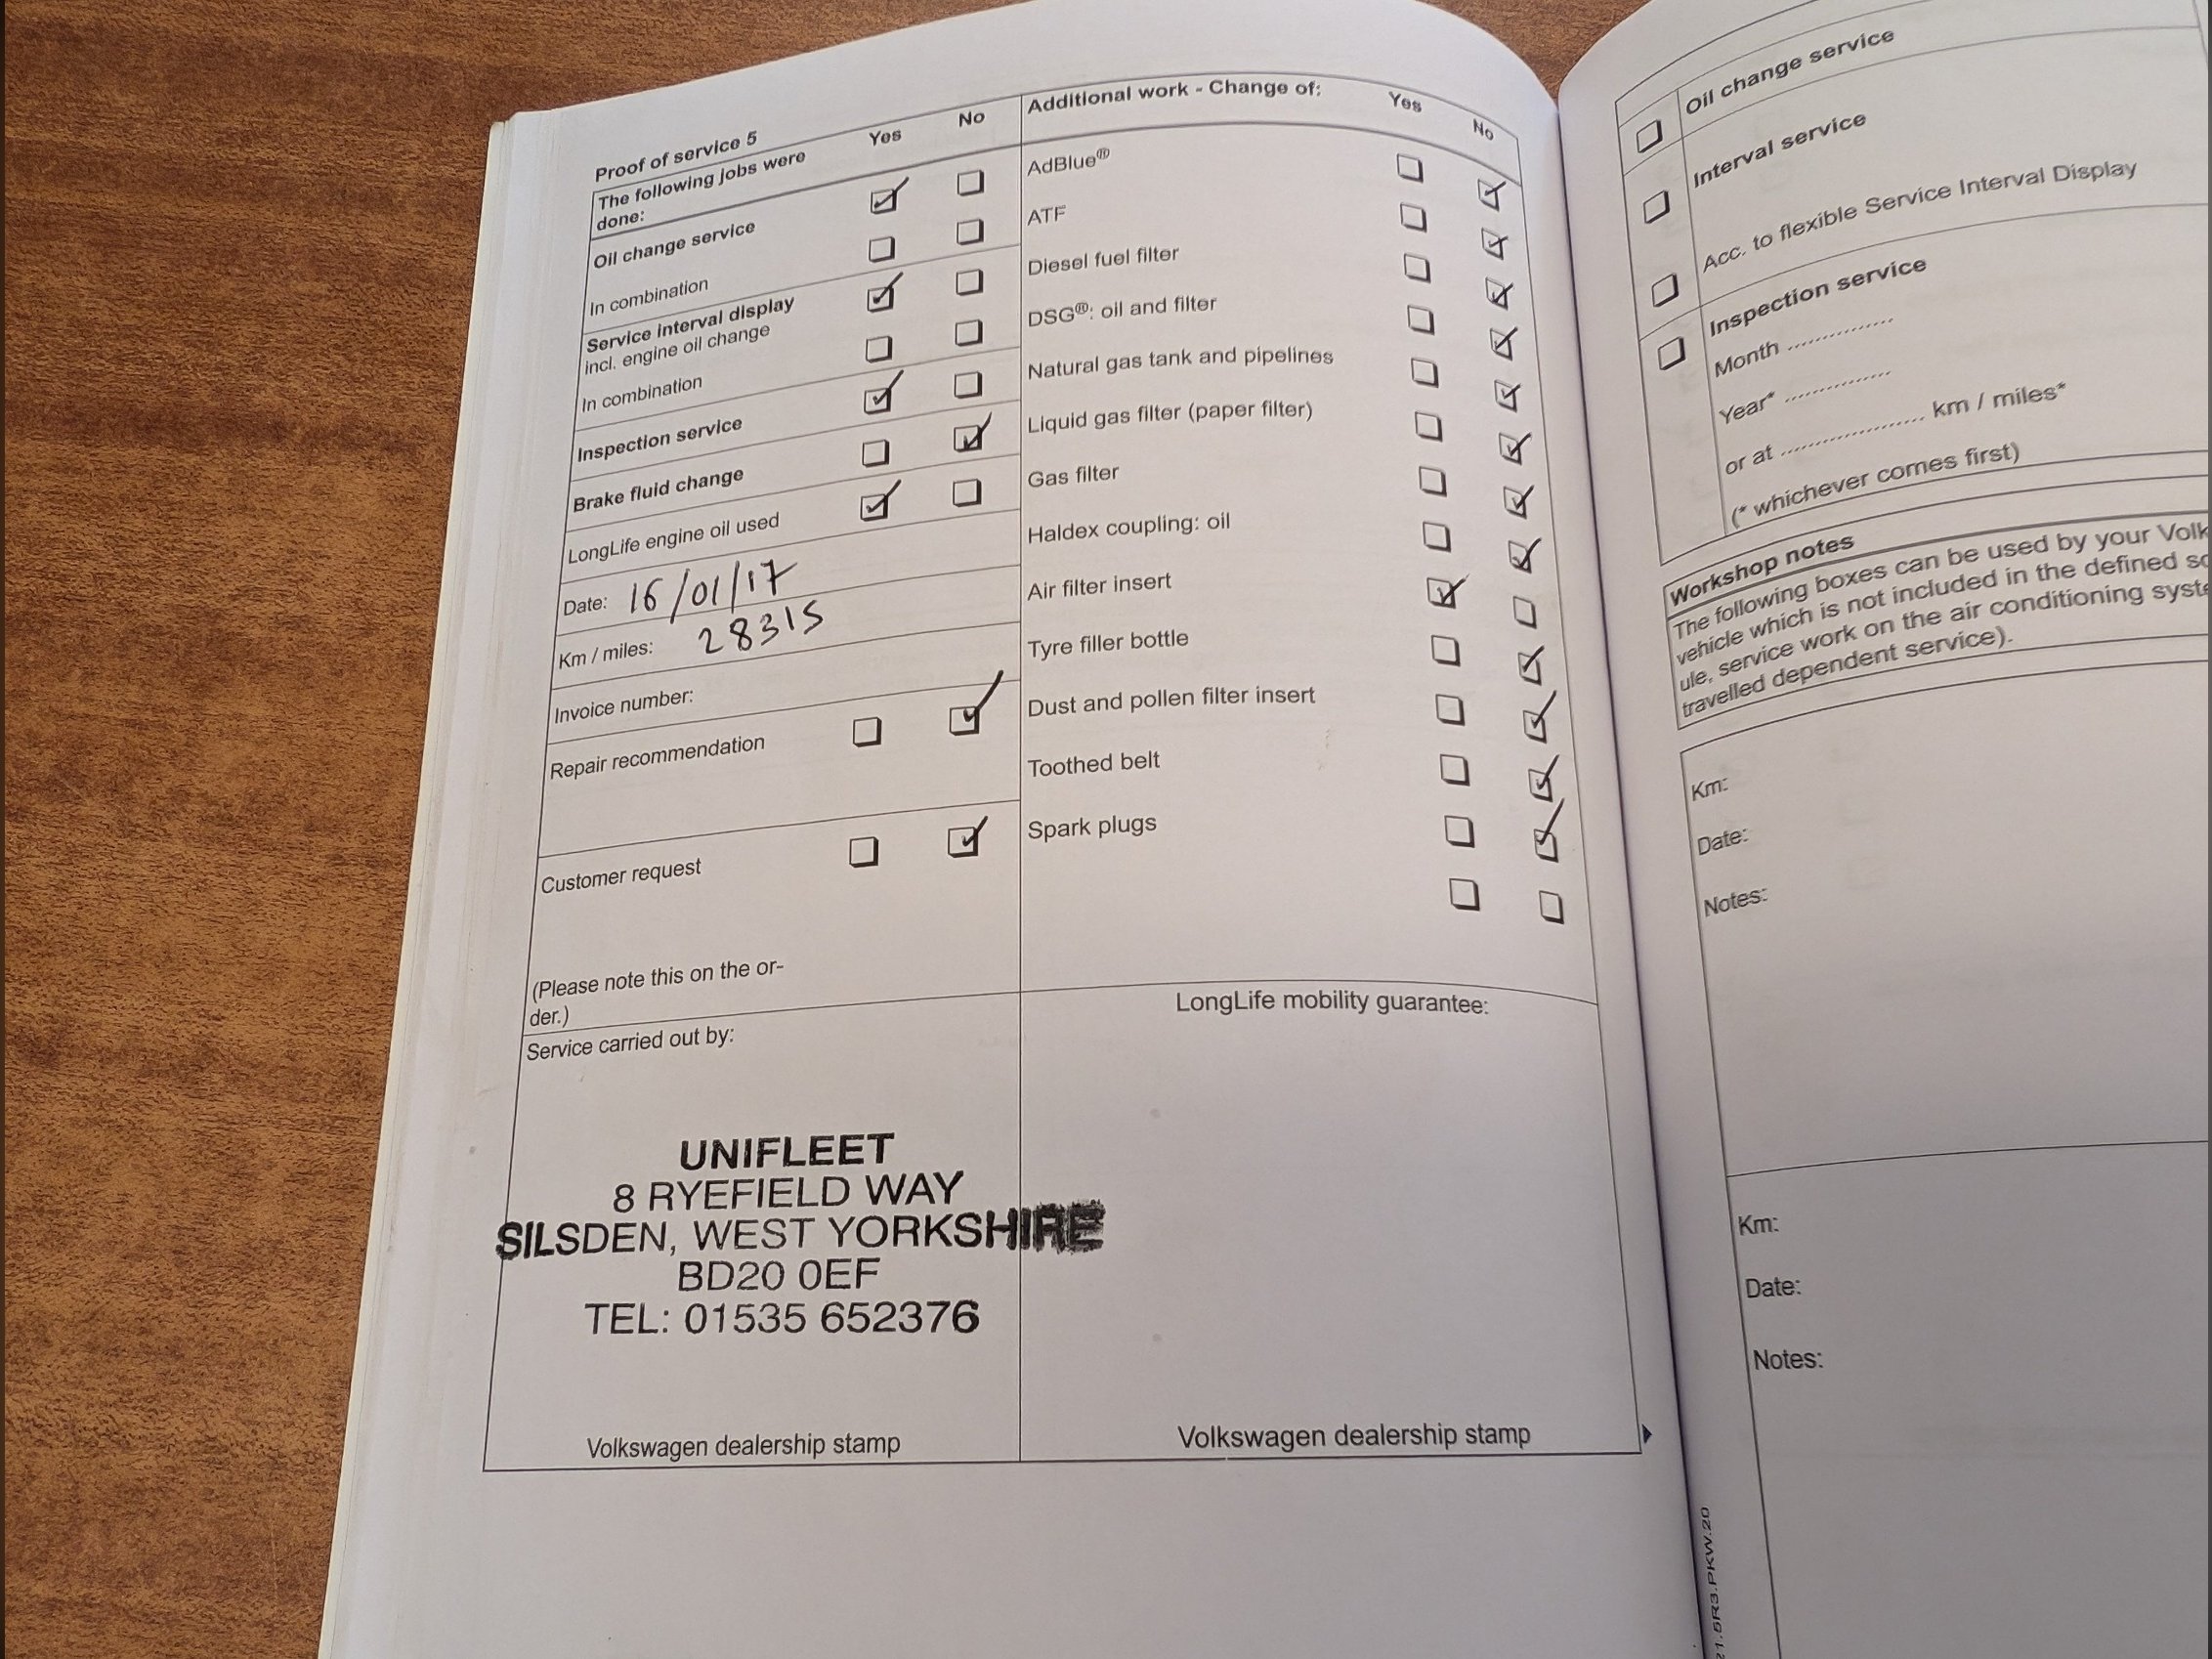 Proof of service 5
The following jobs were
done:
Yes
No
Oil change service
In combination
Service interval display
incl. engine oil change
In combination
Inspection service
Brake fluid change
LongLife engine oil used
Date: 16/01/17
Km / miles: 28315
Invoice number:
Repair recommendation
Customer request
(Please note this on the or-
der.)
Service carried out by:
UNIFLEET
8 RYEFIELD WAY
SILSDEN, WEST YORKSHIRE
BD20 0EF
TEL: 01535 652376
Volkswagen dealership stamp
Additional work - Change of:
Yes
No
AdBlue®
ATF
Diesel fuel filter
DSG®: oil and filter
Natural gas tank and pipelines
Liquid gas filter (paper filter)
Gas filter
Haldex coupling: oil
Air filter insert
Tyre filler bottle
Dust and pollen filter insert
Toothed belt
Spark plugs
LongLife mobility guarantee:
Volkswagen dealership stamp
Oil change service
Interval service
Acc. to flexible Service Interval Display
Inspection service
Month ...............
Year* ...............
or at .................... km / miles*
(* whichever comes first)
Workshop notes
The following boxes can be used by your
vehicle which is not included in the defined
ule, service work on the air conditioning
travelled dependent service).
Km:
Date:
Notes:
Km:
Date:
Notes:
.5R3.PKW.20